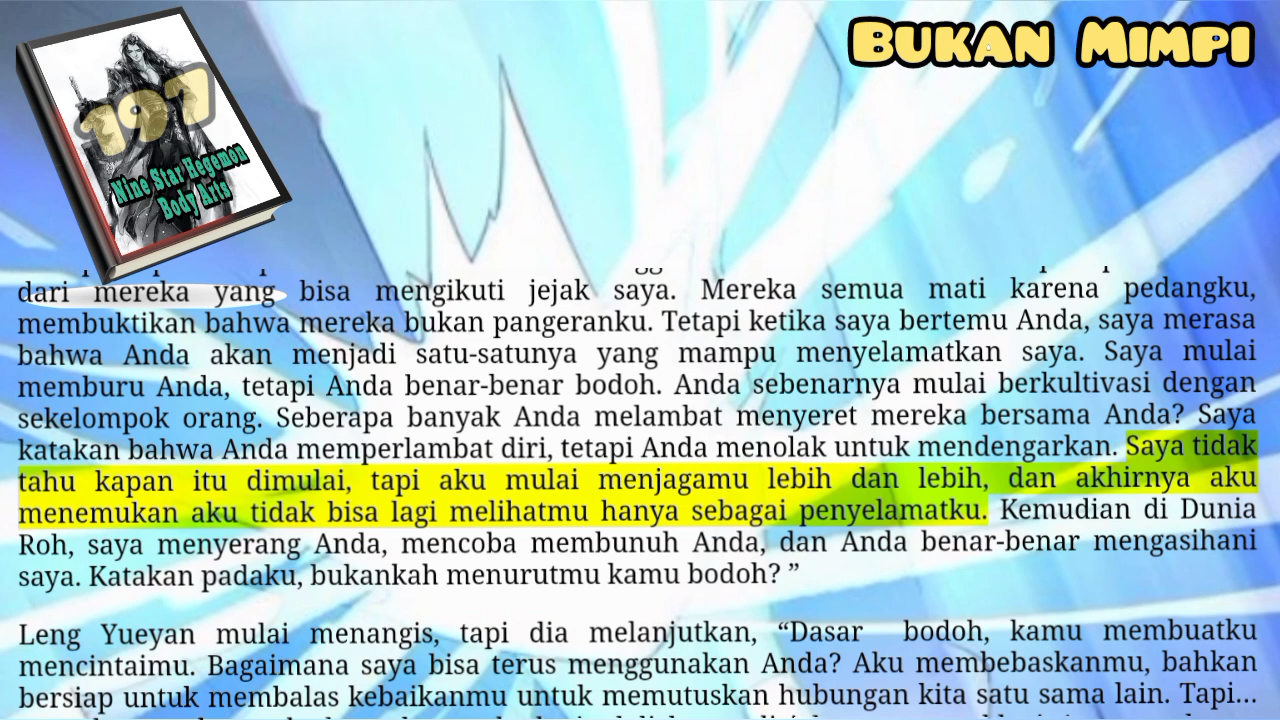 BUKAN MIMPI
197
Nine Star Hegemon
Body Arts
dari mereka yang bisa mengikuti jejak saya. Mereka semua mati karena pedangku,
membuktikan bahwa mereka bukan pangeranku. Tetapi ketika saya bertemu Anda, saya merasa
bahwa Anda akan menjadi satu-satunya yang mampu menyelamatkan saya. Saya mulai
memburu Anda, tetapi Anda benar-benar bodoh. Anda sebenarnya mulai berkultivasi dengan
sekelompok orang. Seberapa banyak Anda melambat menyeret mereka bersama Anda? Saya
katakan bahwa Anda memperlambat diri, tetapi Anda menolak untuk mendengarkan. Saya tidak
tahu kapan itu dimulai, tapi aku mulai menjagamu lebih dan lebih, dan akhirnya aku
menemukan aku tidak bisa lagi melihatmu hanya sebagai penyelamatku. Kemudian di Dunia
Roh, saya menyerang Anda, mencoba membunuh Anda, dan Anda benar-benar mengasihani
saya. Katakan padaku, bukankah menurutmu kamu bodoh? ”
Leng Yueyan mulai menangis, tapi dia melanjutkan, “Dasar bodoh, kamu membuatku
mencintaimu. Bagaimana saya bisa terus menggunakan Anda? Aku membebaskanmu, bahkan
bersiap untuk membalas kebaikanmu untuk memutuskan hubungan kita satu sama lain. Tapi...